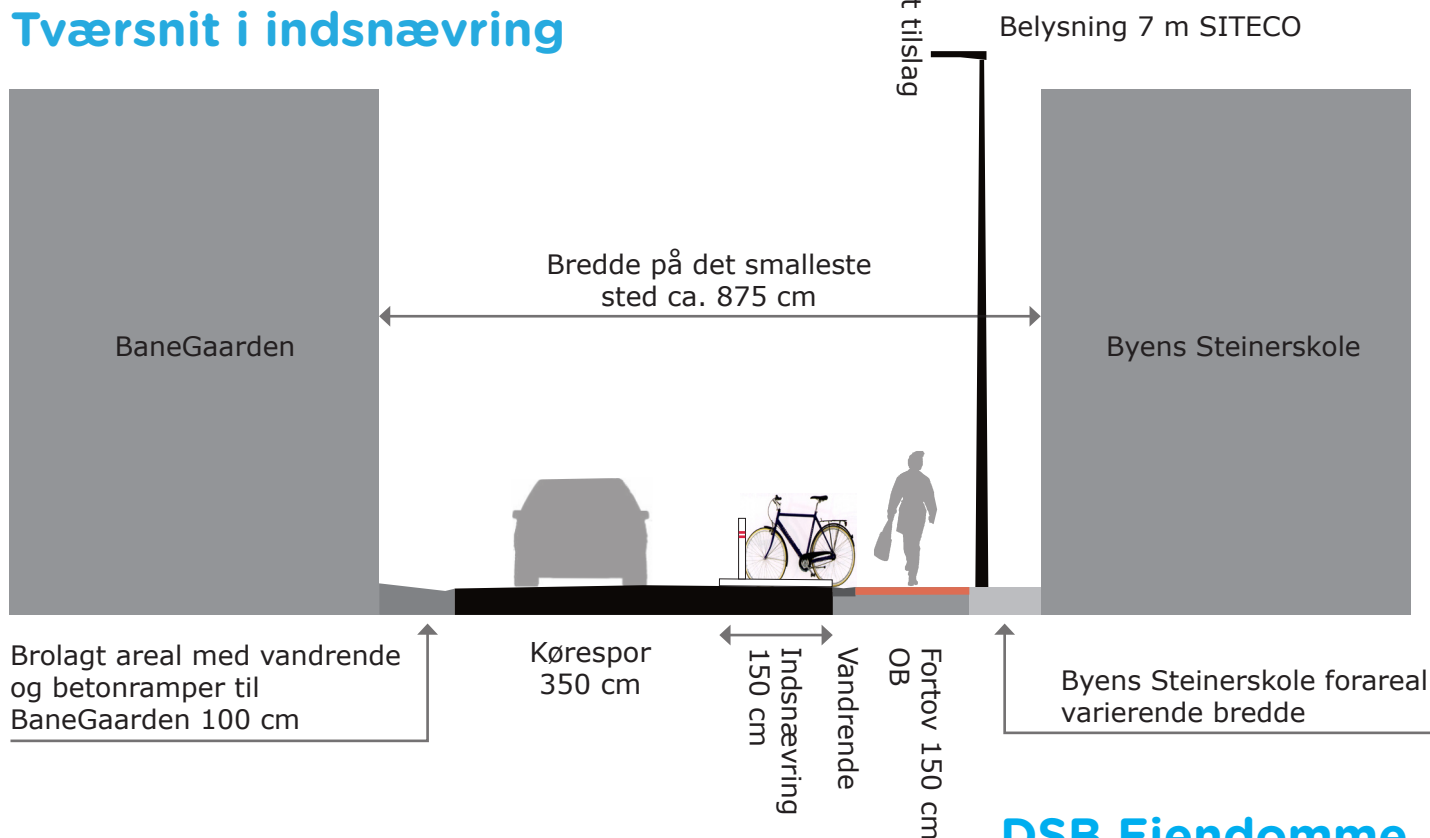 Tværsnit i indsnævring
t tilslag
Belysning 7 m SITECO
Bredde på det smalleste
sted ca. 875 cm
BaneGaarden
Byens Steinerskole
Brolagt areal med vandrende
og betonramper til
BaneGaarden 100 cm
Kørespor
350 cm
Indsnævring
150 cm
Vandrende
Fortov 150 cm
OB
Byens Steinerskole forareal
varierende bredde
DSB Ejendomme